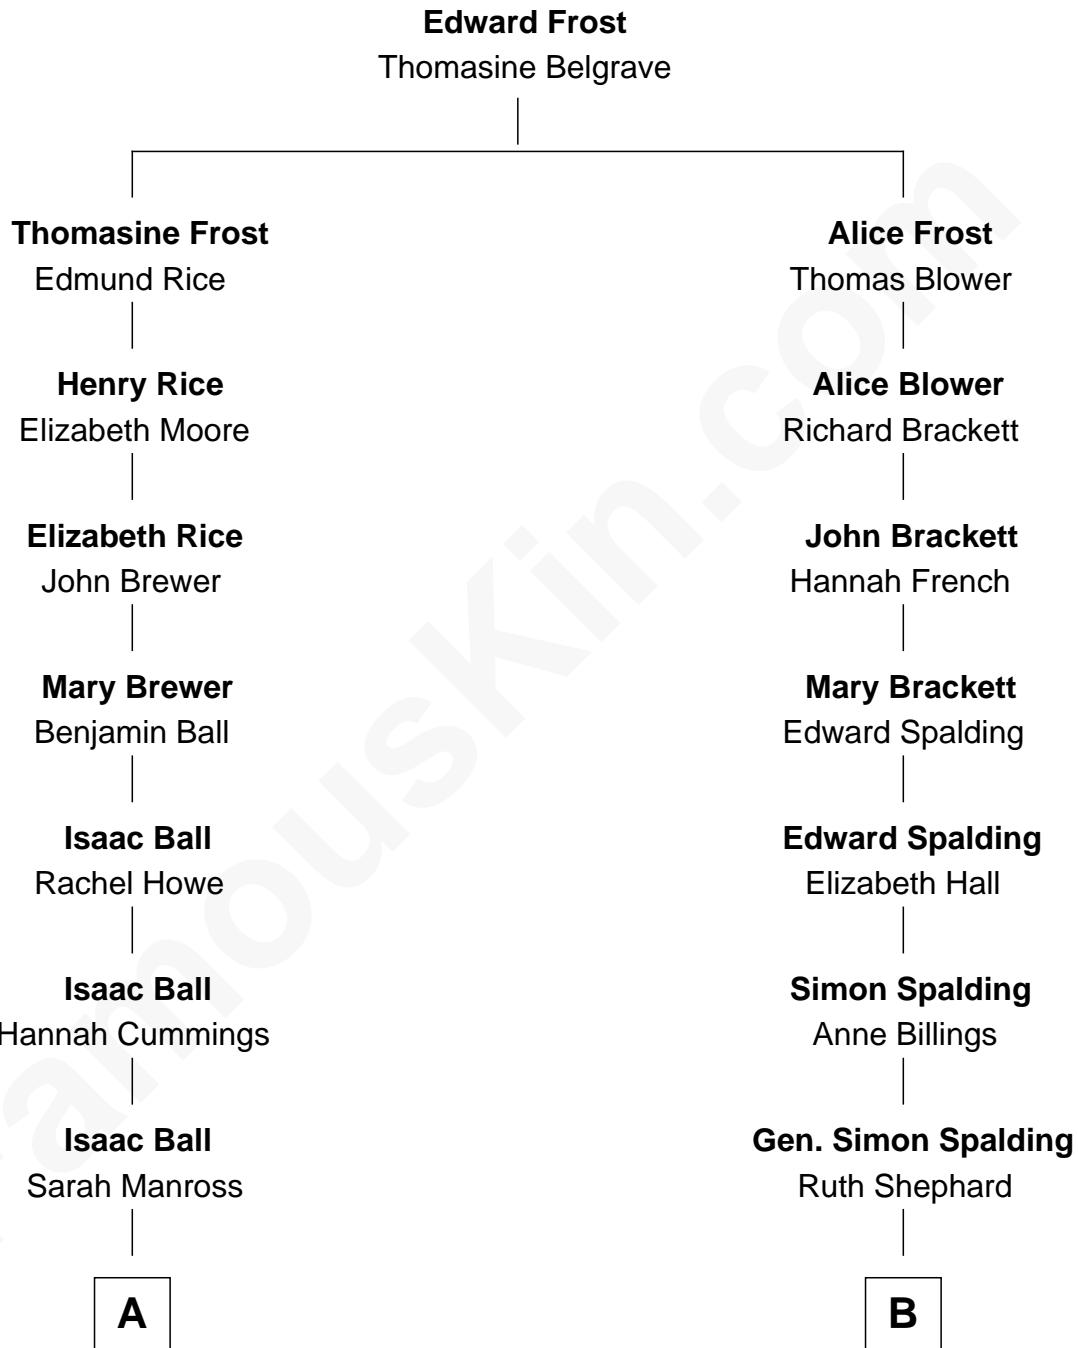 Edward Frost
Thomasine Belgrave
Thomasine Frost
Edmund Rice
Alice Frost
Thomas Blower
Henry Rice
Elizabeth Moore
Alice Blower
Richard Brackett
Elizabeth Rice
John Brewer
John Brackett
Hannah French
Mary Brewer
Benjamin Ball
Mary Brackett
Edward Spalding
Isaac Ball
Rachel Howe
Edward Spalding
Elizabeth Hall
Isaac Ball
Hannah Cummings
Simon Spalding
Anne Billings
Isaac Ball
Sarah Manross
Gen. Simon Spalding
Ruth Shephard
A
B
FamousKin.com